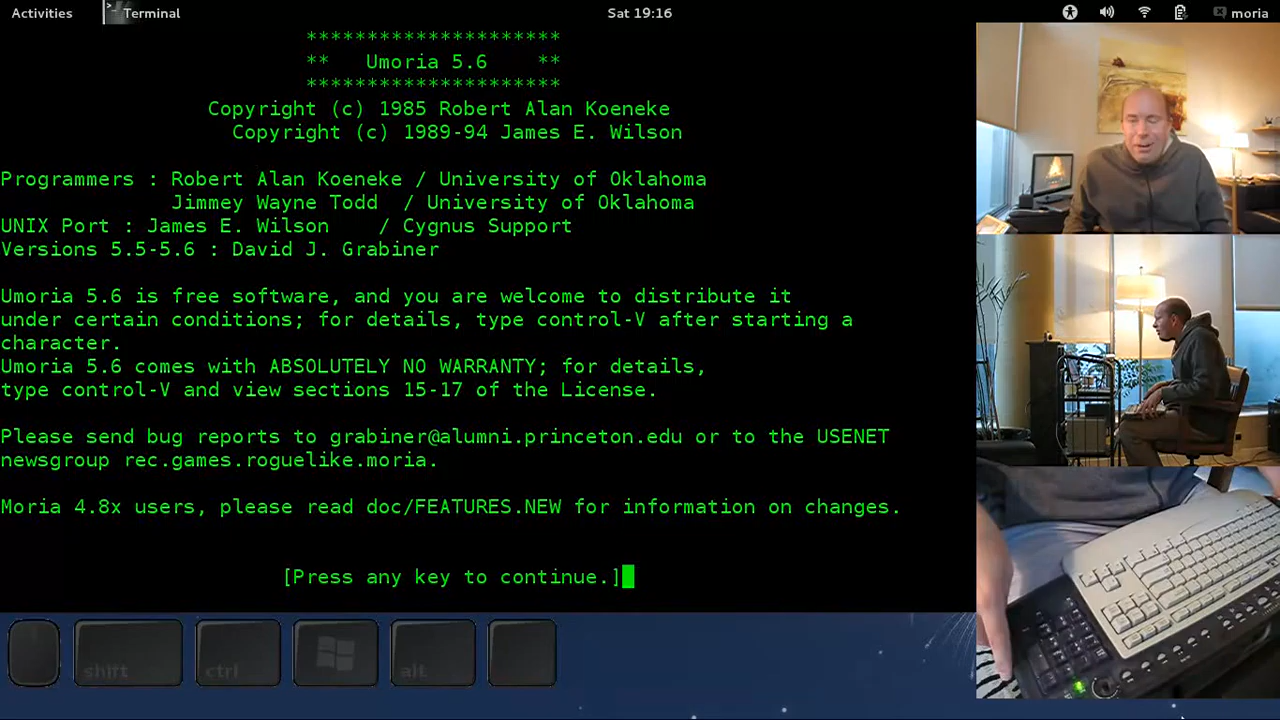 Activities Terminal Sat 19:16 moria
*********************
** Umoria 5.6 **
*********************
Copyright (c) 1985 Robert Alan Koeneke
Copyright (c) 1989-94 James E. Wilson
Programmers : Robert Alan Koeneke / University of Oklahoma
Jimmey Wayne Todd / University of Oklahoma
UNIX Port : James E. Wilson / Cygnus Support
Versions 5.5-5.6 : David J. Grabiner
Umoria 5.6 is free software, and you are welcome to distribute it
under certain conditions; for details, type control-V after starting a
character.
Umoria 5.6 comes with ABSOLUTELY NO WARRANTY; for details,
type control-V and view sections 15-17 of the License.
Please send bug reports to grabiner@alumni.princeton.edu or to the USENET
newsgroup rec.games.roguelike.moria.
Moria 4.8x users, please read doc/FEATURES.NEW for information on changes.
[Press any key to continue.]
shift ctrl alt